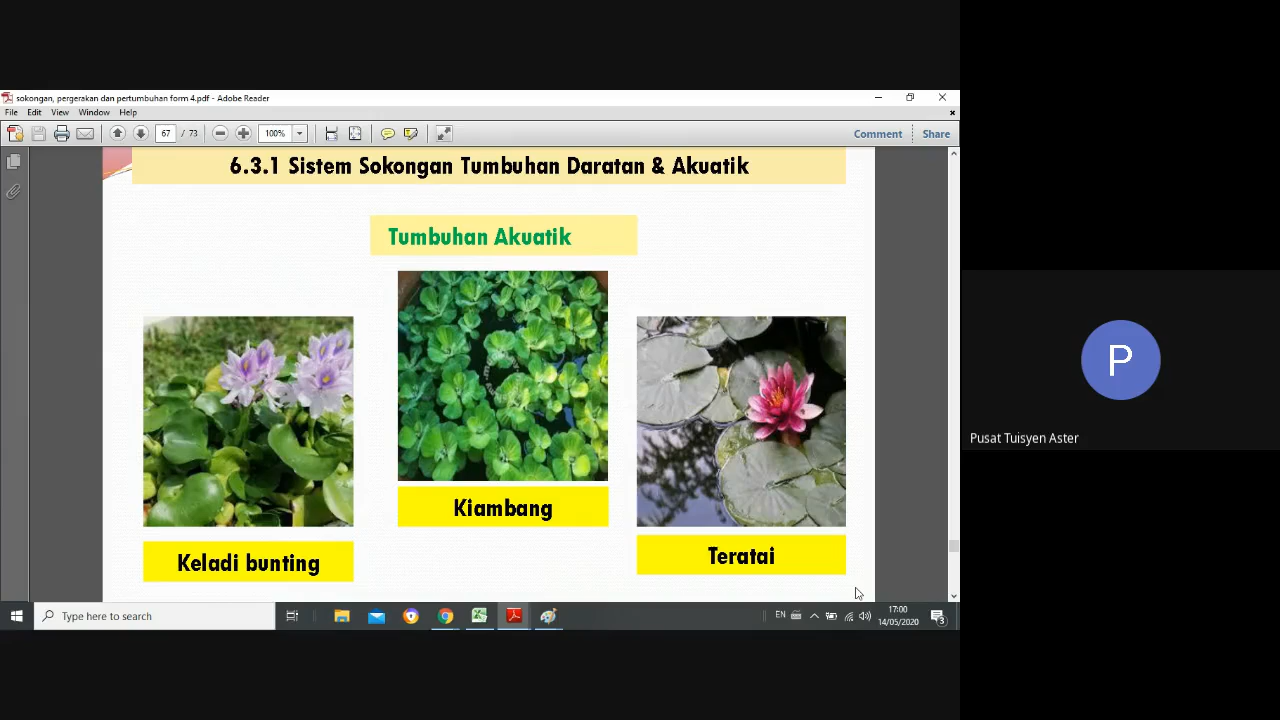 sokongan, pergerakan dan pertumbuhan form 4.pdf - Adobe Reader
File Edit View Window Help
67 / 73 100% Comment Share
6.3.1 Sistem Sokongan Tumbuhan Daratan & Akuatik
Tumbuhan Akuatik
Kiambang
Teratai
Keladi bunting
P
Pusat Tuisyen Aster
Type here to search
EN
17:00
14/05/2020
3